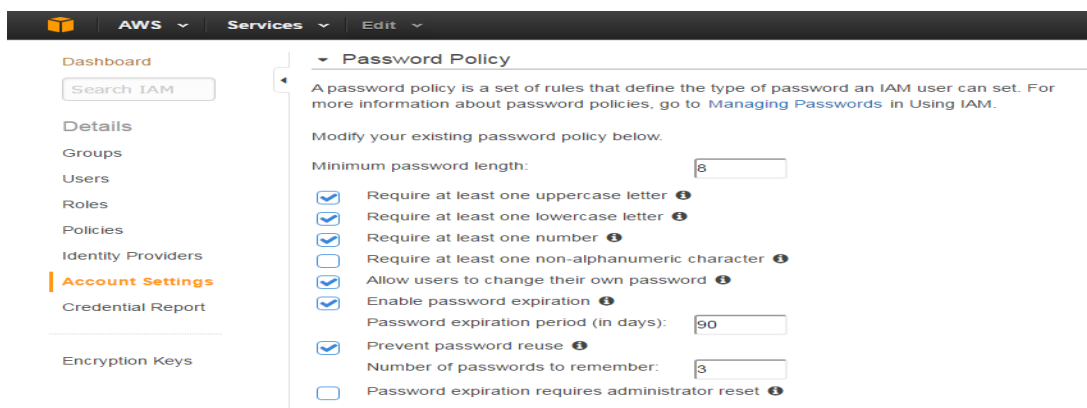 AWS Services Edit
Dashboard
Search IAM
Details
Groups
Users
Roles
Policies
Identity Providers
Account Settings
Credential Report
Encryption Keys
Password Policy
A password policy is a set of rules that define the type of password an IAM user can set. For
more information about password policies, go to Managing Passwords in Using IAM.
Modify your existing password policy below.
Minimum password length: 8
Require at least one uppercase letter
Require at least one lowercase letter
Require at least one number
Require at least one non-alphanumeric character
Allow users to change their own password
Enable password expiration
Password expiration period (in days): 90
Prevent password reuse
Number of passwords to remember: 3
Password expiration requires administrator reset